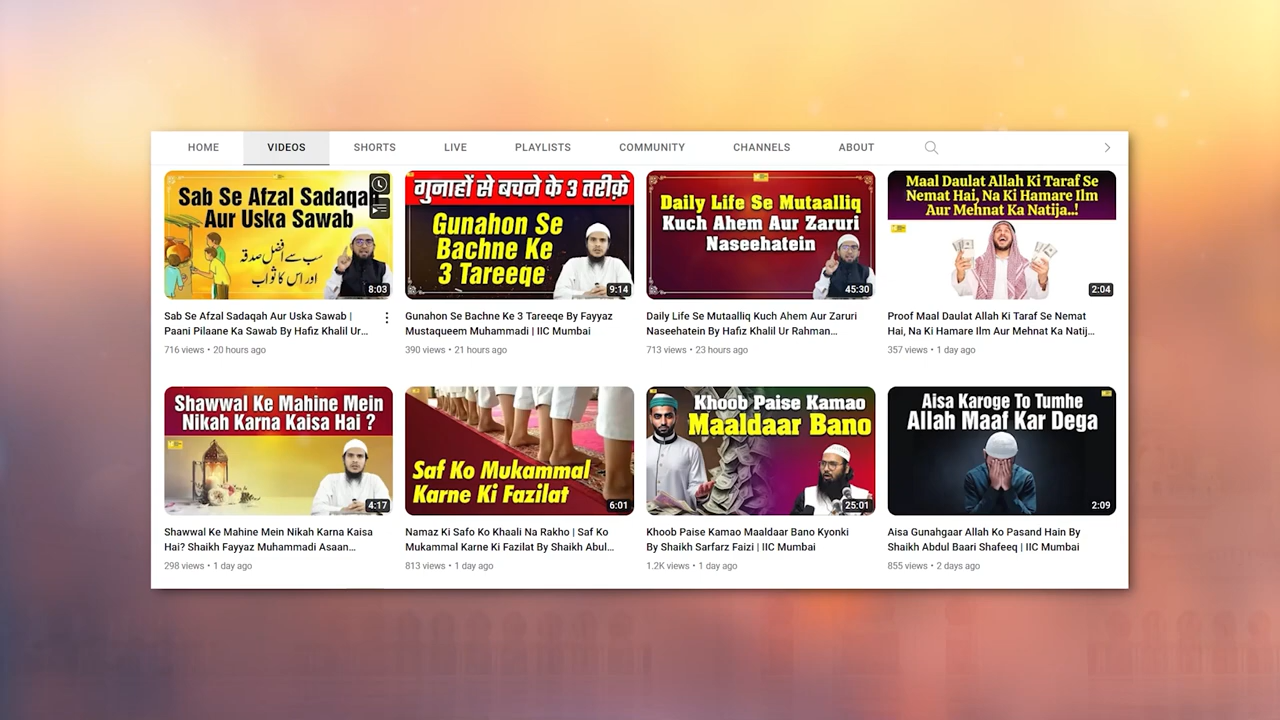 HOME VIDEOS SHORTS LIVE PLAYLISTS COMMUNITY CHANNELS ABOUT
Sab Se Afzal Sadaqah
Aur Uska Sawab
سب سے افضل صدقہ
اور اس کا ثواب
8:03
Sab Se Afzal Sadaqah Aur Uska Sawab |
Paani Pilaane Ka Sawab By Hafiz Khalil Ur...
716 views • 20 hours ago
गुनाहों से बचने के 3 तरीक़े
Gunahon Se
Bachne Ke
3 Tareeqe
9:14
Gunahon Se Bachne Ke 3 Tareeqe By Fayyaz
Mustaqueem Muhammadi | IIC Mumbai
390 views • 21 hours ago
Daily Life Se Mutaalliq
Kuch Ahem Aur Zaruri
Naseehatein
45:30
Daily Life Se Mutaalliq Kuch Ahem Aur Zaruri
Naseehatein By Hafiz Khalil Ur Rahman...
713 views • 23 hours ago
Maal Daulat Allah Ki Taraf Se
Nemat Hai, Na Ki Hamare Ilm
Aur Mehnat Ka Natija..!
2:04
Proof Maal Daulat Allah Ki Taraf Se Nemat
Hai, Na Ki Hamare Ilm Aur Mehnat Ka Natij...
357 views • 1 day ago
Shawwal Ke Mahine Mein
Nikah Karna Kaisa Hai ?
4:17
Shawwal Ke Mahine Mein Nikah Karna Kaisa
Hai? Shaikh Fayyaz Muhammadi Asaan...
298 views • 1 day ago
Saf Ko Mukammal
Karne Ki Fazilat
6:01
Namaz Ki Safo Ko Khaali Na Rakho | Saf Ko
Mukammal Karne Ki Fazilat By Shaikh Abul...
813 views • 1 day ago
Khoob Paise Kamao
Maaldaar Bano
25:01
Khoob Paise Kamao Maaldaar Bano Kyonki
By Shaikh Sarfarz Faizi | IIC Mumbai
1.2K views • 1 day ago
Aisa Karoge To Tumhe
Allah Maaf Kar Dega
2:09
Aisa Gunahgaar Allah Ko Pasand Hain By
Shaikh Abdul Baari Shafeeq | IIC Mumbai
855 views • 2 days ago